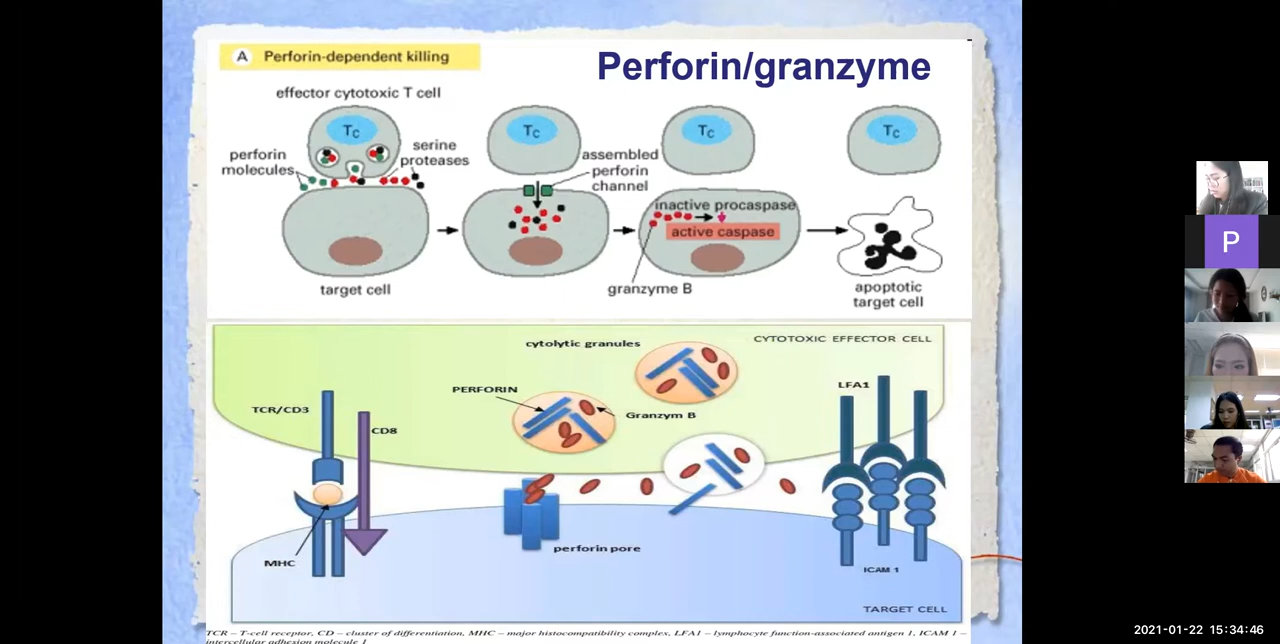 A Perforin-dependent killing
Perforin/granzyme
effector cytotoxic T cell
Tc
Tc
Tc
Tc
perforin
molecules
serine
proteases
assembled
perforin
channel
inactive procaspase
active caspase
target cell
granzyme B
apoptotic
target cell
cytolytic granules
CYTOTOXIC EFFECTOR CELL
PERFORIN
Granzym B
LFA1
TCR/CD3
CD8
MHC
perforin pore
ICAM 1
TARGET CELL
TCR – T-cell receptor, CD – cluster of differentiation, MHC – major histocompatibility complex, LFA1 – lymphocyte function-associated antigen 1, ICAM 1 –
intercellular adhesion molecule 1
P
2021-01-22 15:34:46